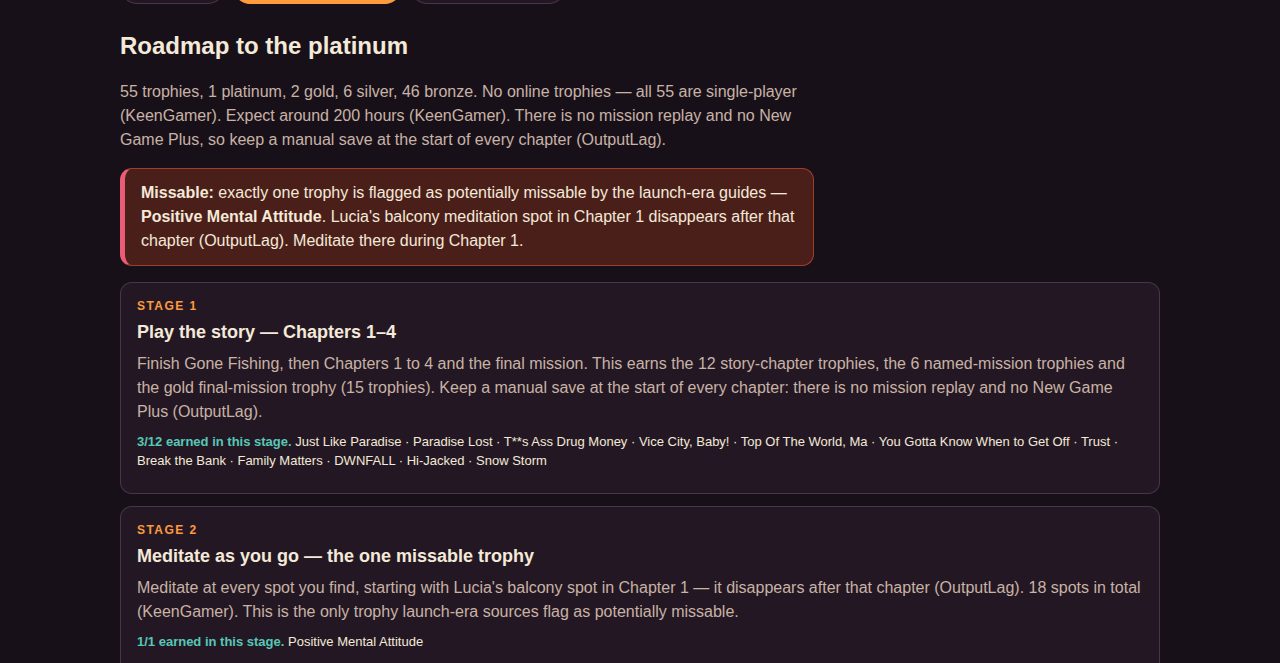 Roadmap to the platinum
55 trophies, 1 platinum, 2 gold, 6 silver, 46 bronze. No online trophies — all 55 are single-player
(KeenGamer). Expect around 200 hours (KeenGamer). There is no mission replay and no New
Game Plus, so keep a manual save at the start of every chapter (OutputLag).
Missable: exactly one trophy is flagged as potentially missable by the launch-era guides —
Positive Mental Attitude. Lucia's balcony meditation spot in Chapter 1 disappears after that
chapter (OutputLag). Meditate there during Chapter 1.
STAGE 1
Play the story — Chapters 1–4
Finish Gone Fishing, then Chapters 1 to 4 and the final mission. This earns the 12 story-chapter trophies, the 6 named-mission trophies and
the gold final-mission trophy (15 trophies). Keep a manual save at the start of every chapter: there is no mission replay and no New Game
Plus (OutputLag).
3/12 earned in this stage. Just Like Paradise · Paradise Lost · T**s Ass Drug Money · Vice City, Baby! · Top Of The World, Ma · You Gotta Know When to Get Off · Trust ·
Break the Bank · Family Matters · DWNFALL · Hi-Jacked · Snow Storm
STAGE 2
Meditate as you go — the one missable trophy
Meditate at every spot you find, starting with Lucia's balcony spot in Chapter 1 — it disappears after that chapter (OutputLag). 18 spots in total
(KeenGamer). This is the only trophy launch-era sources flag as potentially missable.
1/1 earned in this stage. Positive Mental Attitude